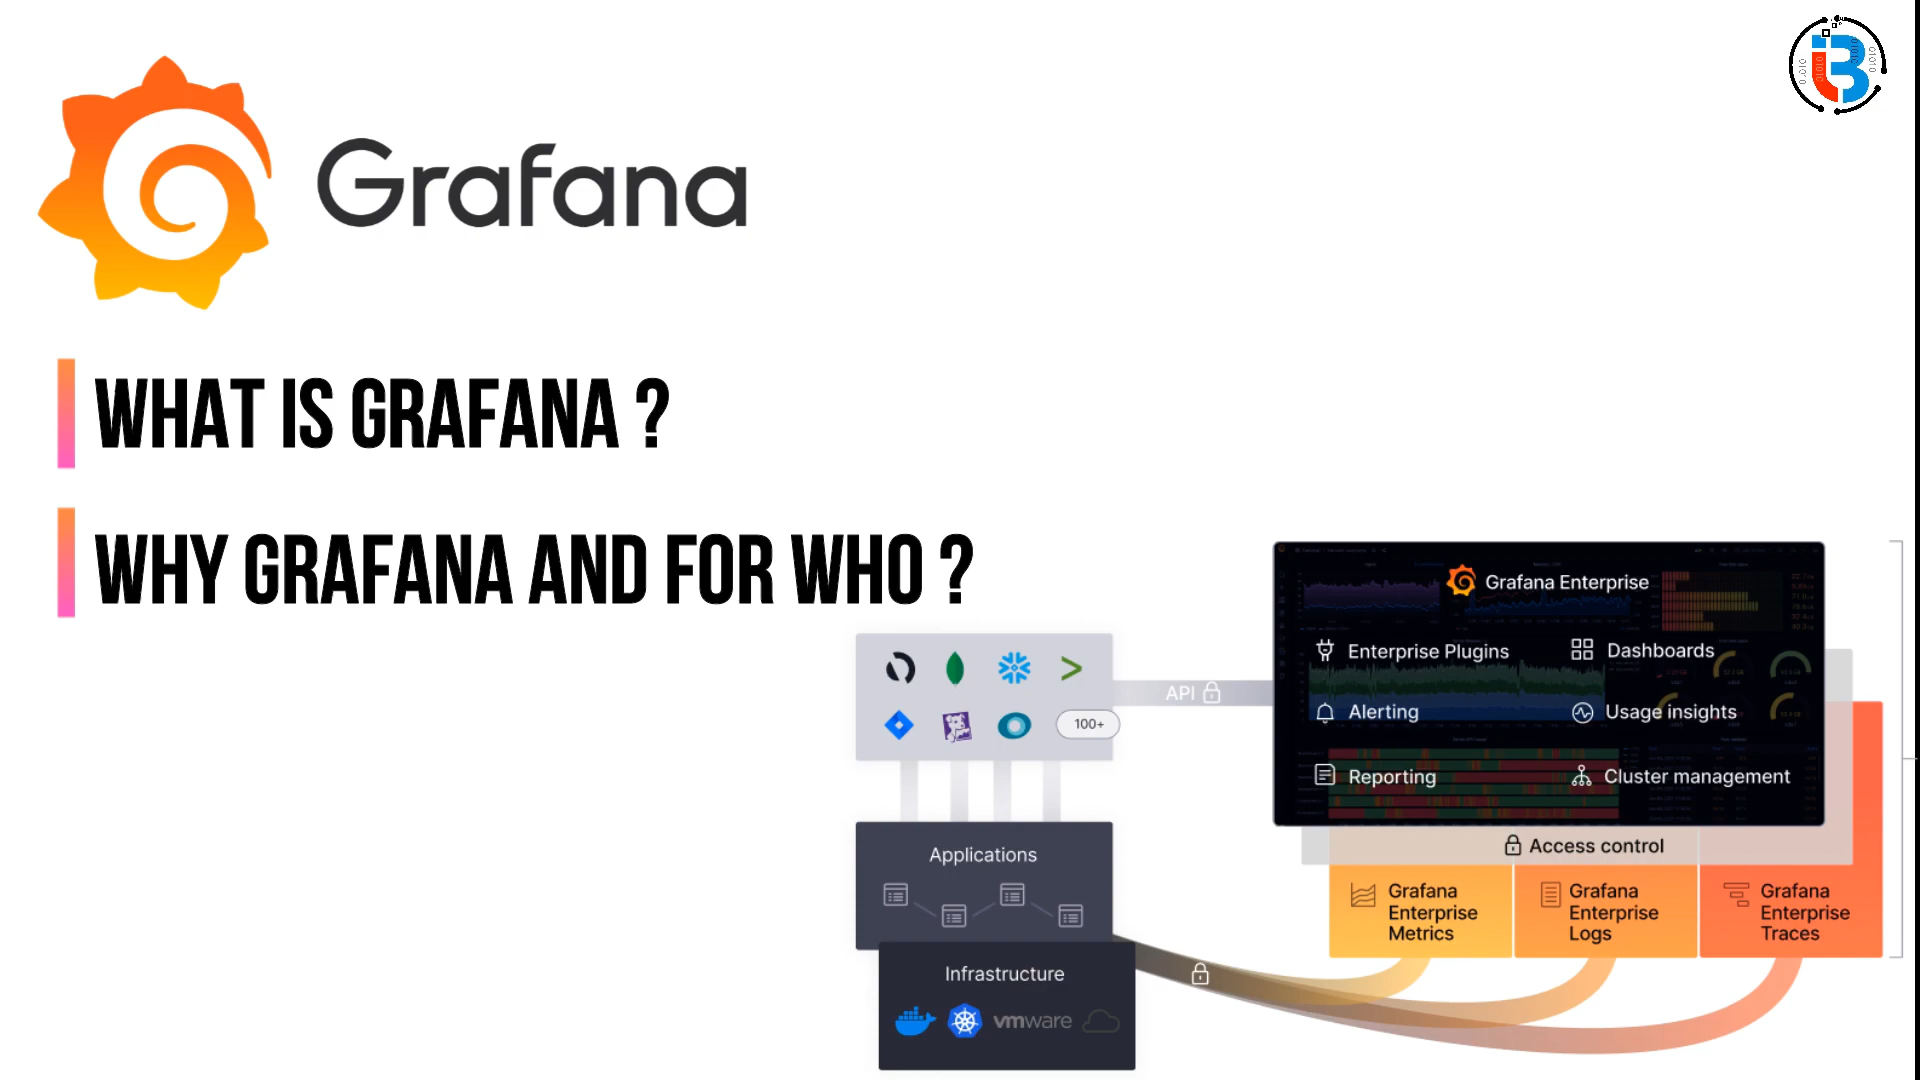 Grafana
WHAT IS GRAFANA ?
WHY GRAFANA AND FOR WHO ?
Grafana Enterprise
Enterprise Plugins
Dashboards
API
Alerting
Usage insights
100+
Reporting
Cluster management
Access control
Applications
Grafana
Enterprise
Metrics
Grafana
Enterprise
Logs
Grafana
Enterprise
Traces
Infrastructure
vmware